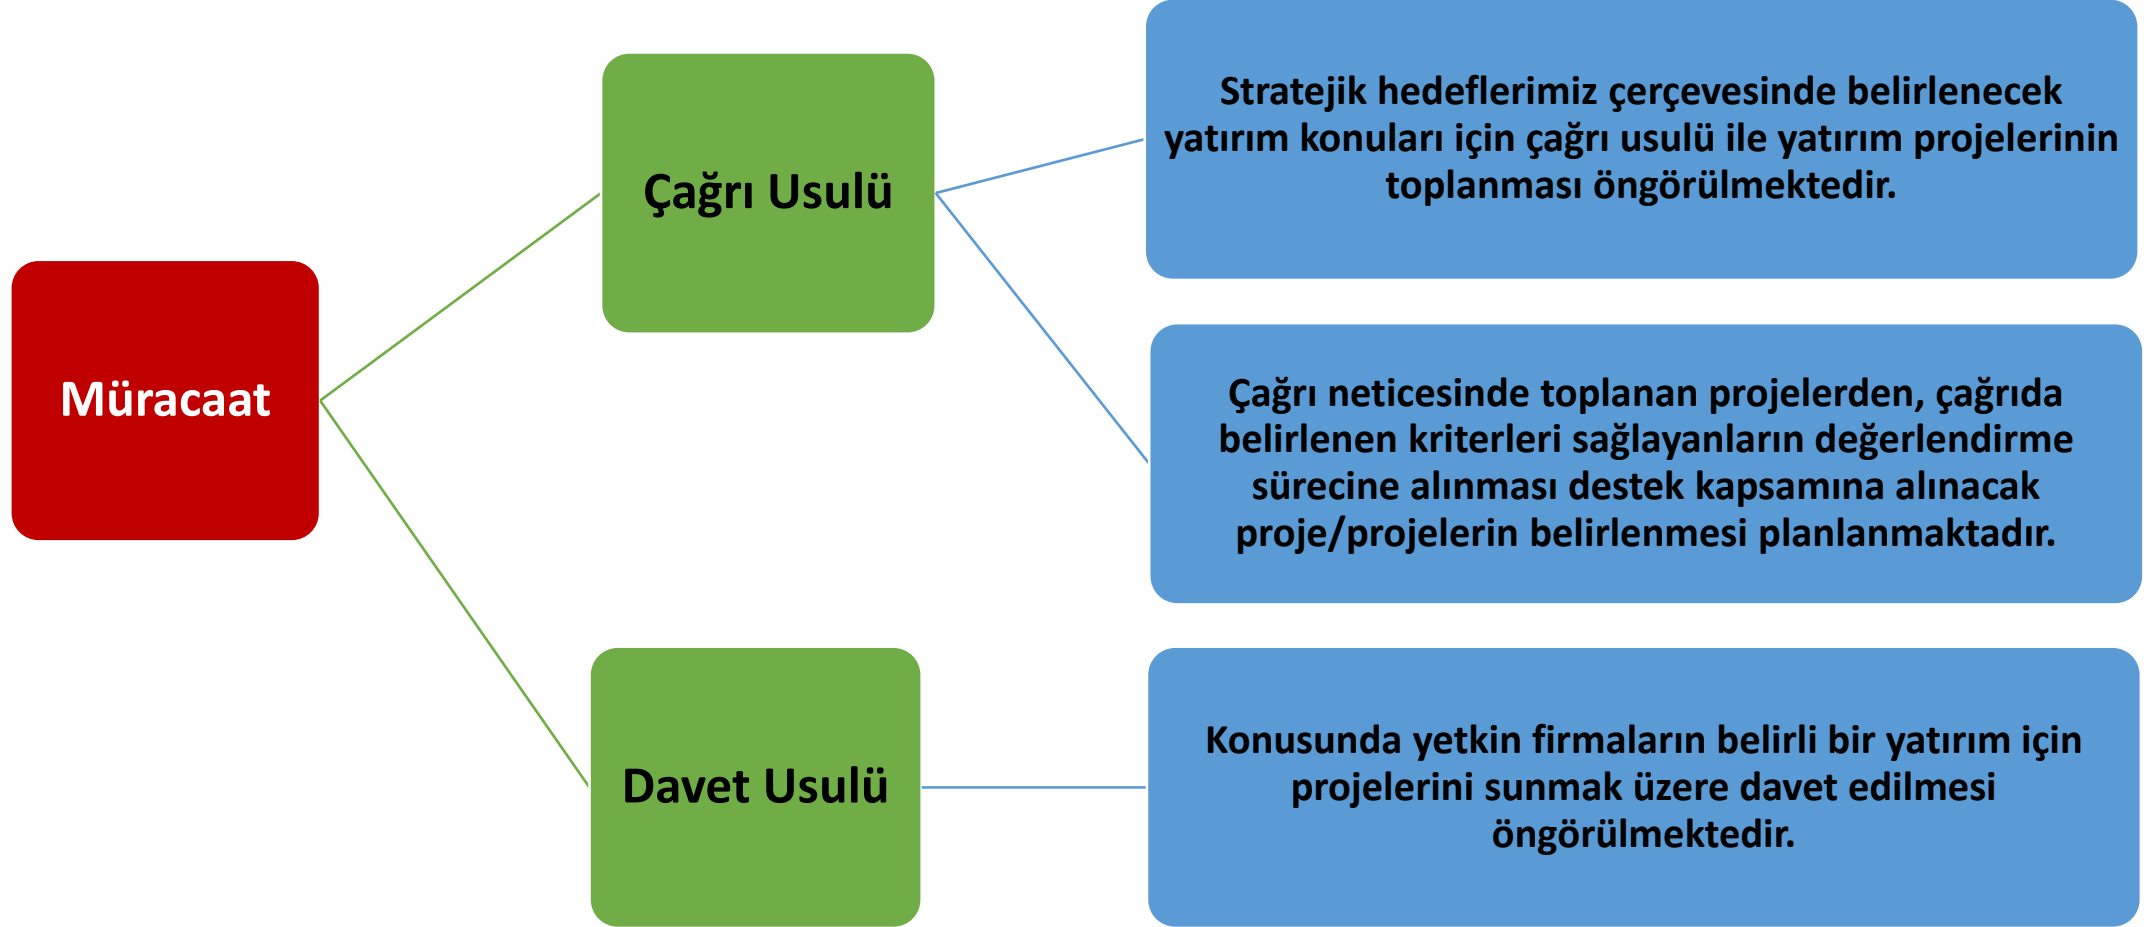 Müracaat
Çağrı Usulü
Stratejik hedeflerimiz çerçevesinde belirlenecek
yatırım konuları için çağrı usulü ile yatırım projelerinin
toplanması öngörülmektedir.
Çağrı neticesinde toplanan projelerden, çağrıda
belirlenen kriterleri sağlayanların değerlendirme
sürecine alınması destek kapsamına alınacak
proje/projelerin belirlenmesi planlanmaktadır.
Davet Usulü
Konusunda yetkin firmaların belirli bir yatırım için
projelerini sunmak üzere davet edilmesi
öngörülmektedir.